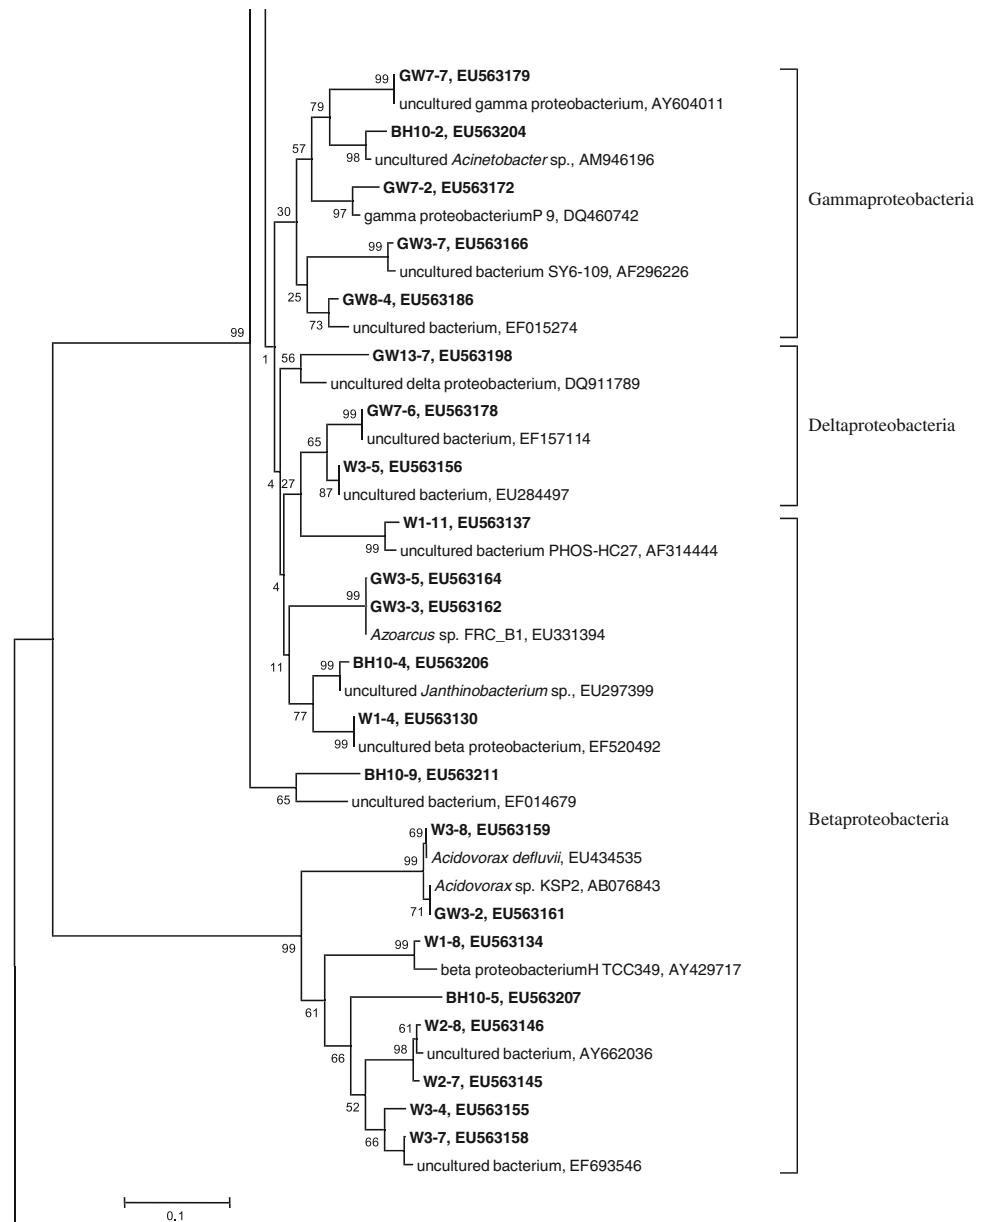 99
GW7-7, EU563179
uncultured gamma proteobacterium, AY604011
79
BH10-2, EU563204
98
uncultured Acinetobacter sp., AM946196
57
GW7-2, EU563172
97
gamma proteobacteriumP 9, DQ460742
Gammaproteobacteria
30
99
GW3-7, EU563166
uncultured bacterium SY6-109, AF296226
25
GW8-4, EU563186
73
uncultured bacterium, EF015274
99
1
56
GW13-7, EU563198
uncultured delta proteobacterium, DQ911789
99
GW7-6, EU563178
uncultured bacterium, EF157114
Deltaproteobacteria
65
W3-5, EU563156
87
uncultured bacterium, EU284497
4
27
W1-11, EU563137
99
uncultured bacterium PHOS-HC27, AF314444
4
99
GW3-5, EU563164
GW3-3, EU563162
Azoarcus sp. FRC_B1, EU331394
11
99
BH10-4, EU563206
uncultured Janthinobacterium sp., EU297399
77
W1-4, EU563130
99
uncultured beta proteobacterium, EF520492
BH10-9, EU563211
65
uncultured bacterium, EF014679
Betaproteobacteria
69
W3-8, EU563159
99
Acidovorax defluvii, EU434535
Acidovorax sp. KSP2, AB076843
71
GW3-2, EU563161
99
99
W1-8, EU563134
beta proteobacteriumH TCC349, AY429717
61
BH10-5, EU563207
66
61
W2-8, EU563146
98
uncultured bacterium, AY662036
W2-7, EU563145
52
W3-4, EU563155
66
W3-7, EU563158
uncultured bacterium, EF693546
0.1